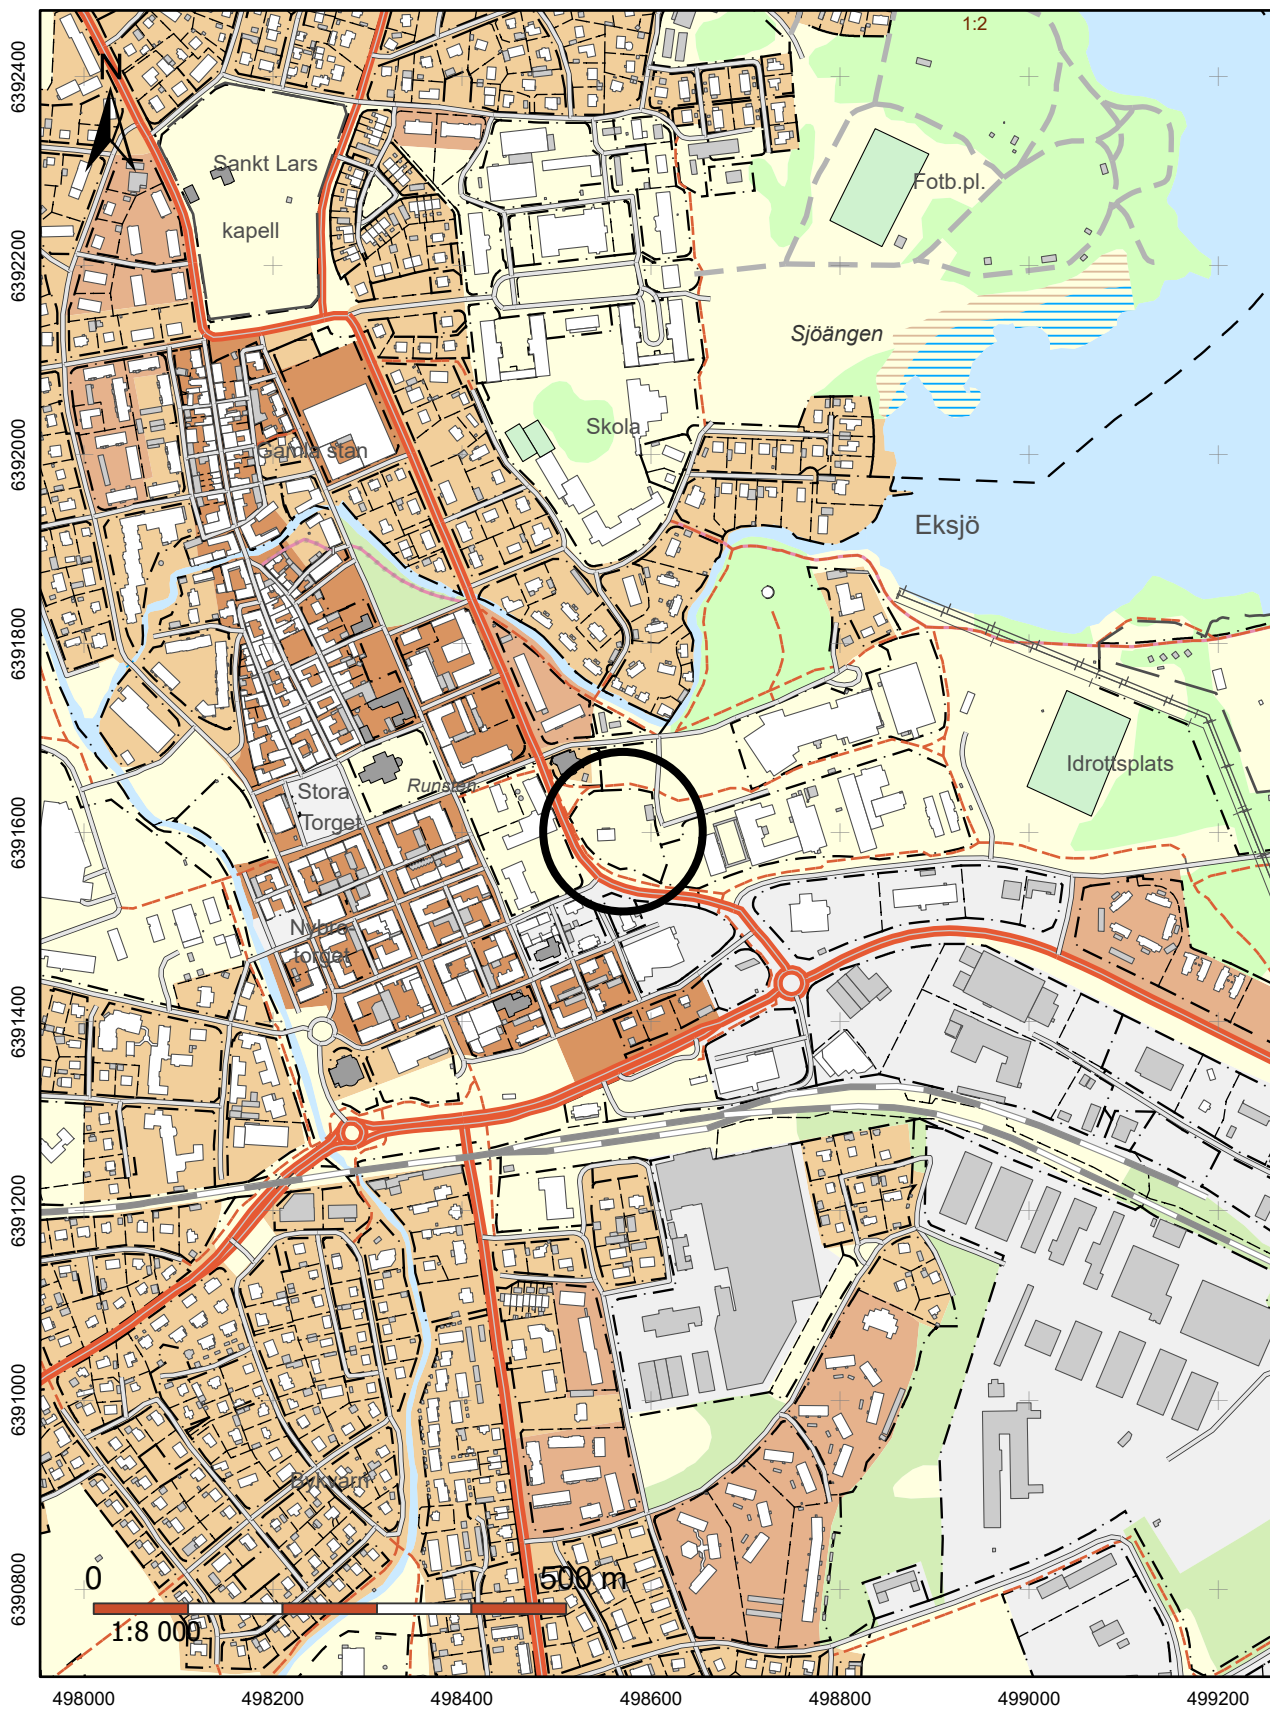 1:2
6392400
N
Sankt Lars
kapell
Fotb.pl.
6392200
Sjöängen
Skola
6392000
Gamla stan
Eksjö
6391800
Idrottsplats
Runsten
Stora
Torget
6391600
Nybro-
torget
6391400
6391200
6391000
Bykvarn
6390800
0
500 m
1:8 000
498000
498200
498400
498600
498800
499000
499200